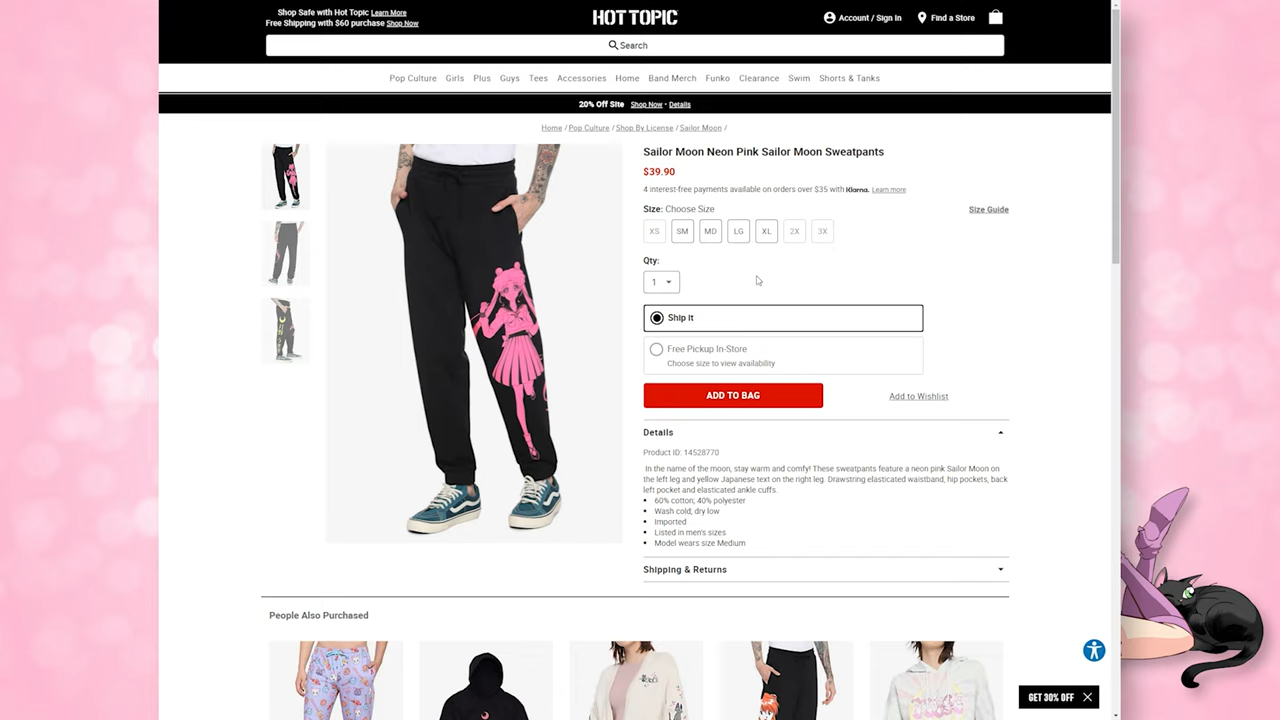 Shop Safe with Hot Topic Learn More
Free Shipping with $60 purchase Shop Now
HOT TOPIC
Account / Sign In
Find a Store
Search
Pop Culture Girls Plus Guys Tees Accessories Home Band Merch Funko Clearance Swim Shorts & Tanks
20% Off Site Shop Now • Details
Home / Pop Culture / Shop By License / Sailor Moon /
Sailor Moon Neon Pink Sailor Moon Sweatpants
$39.90
4 interest-free payments available on orders over $35 with Klarna. Learn more
Size: Choose Size
Size Guide
XS SM MD LG XL 2X 3X
Qty:
1
Ship it
Free Pickup In-Store
Choose size to view availability
ADD TO BAG
Add to Wishlist
Details
Product ID: 14528770
In the name of the moon, stay warm and comfy! These sweatpants feature a neon pink Sailor Moon on
the left leg and yellow Japanese text on the right leg. Drawstring elasticated waistband, hip pockets, back
left pocket and elasticated ankle cuffs.
• 60% cotton; 40% polyester
• Wash cold; dry low
• Imported
• Listed in men's sizes
• Model wears size Medium
Shipping & Returns
People Also Purchased
GET 30% OFF